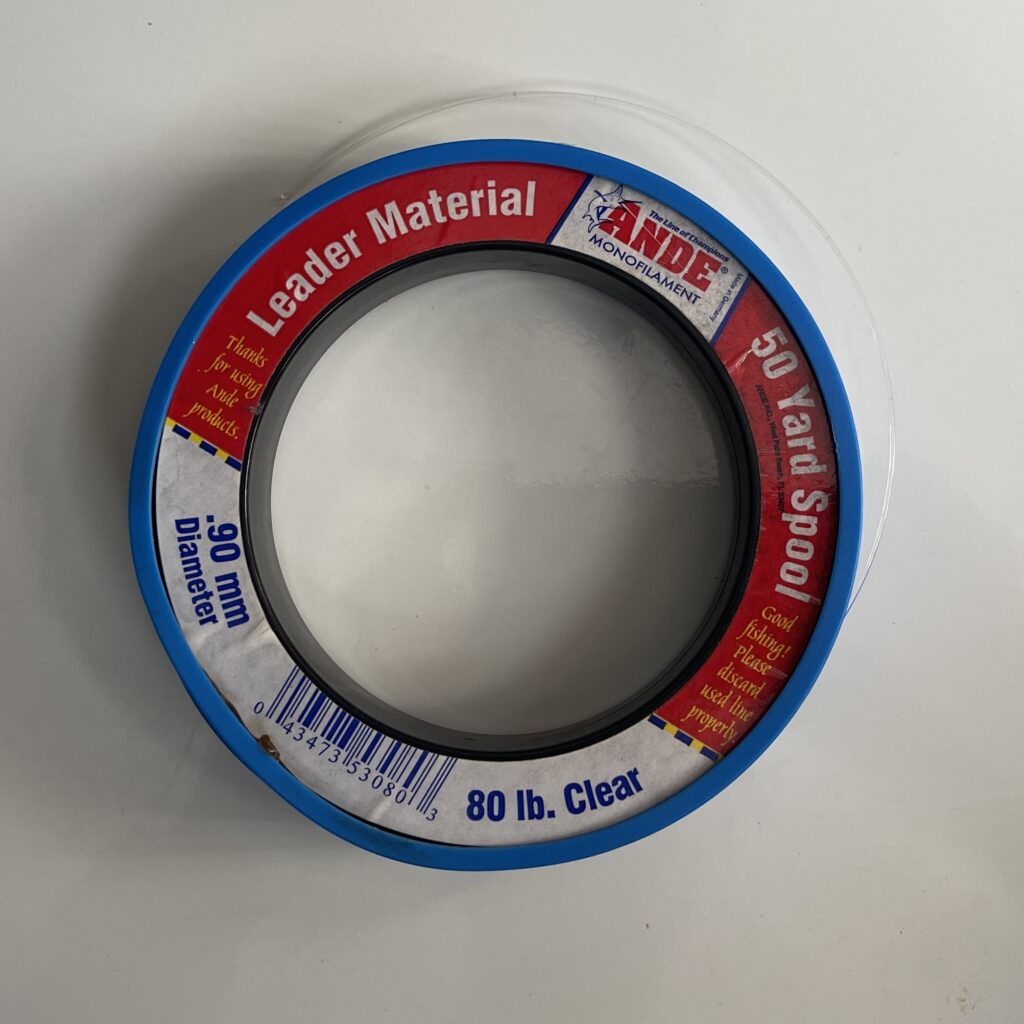 Leader Material
Thanks
for using
Ande
products.
The Line of Champions
ANDE®
MONOFILAMENT
Made in Germany
50 Yard Spool
Good
fishing!
Please
discard
used line
properly.
.90 mm
Diameter
0 43473 53080 3
80 lb. Clear